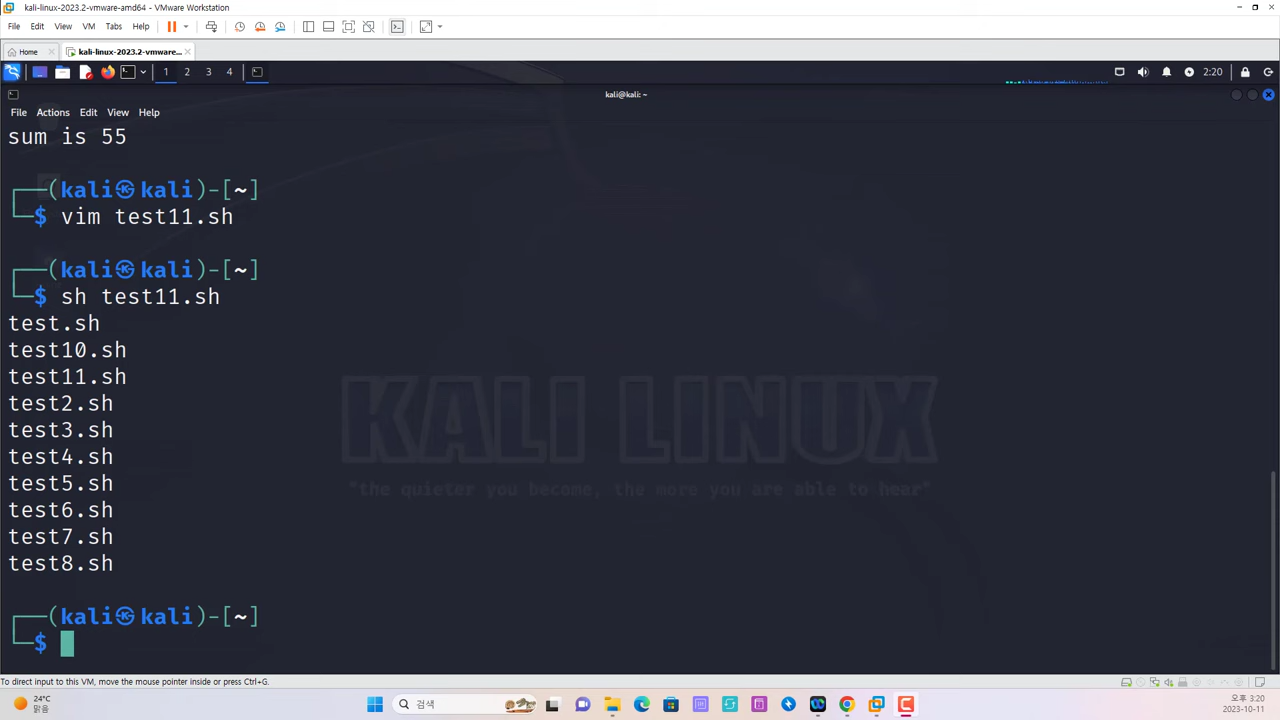 kali-linux-2023.2-vmware-amd64 - VMware Workstation
File Edit View VM Tabs Help
Home kali-linux-2023.2-vmware...
1 2 3 4 2:20
kali@kali: ~
File Actions Edit View Help
sum is 55
┌──(kali㉿kali)-[~]
└─$ vim test11.sh
┌──(kali㉿kali)-[~]
└─$ sh test11.sh
test.sh
test10.sh
test11.sh
test2.sh
test3.sh
test4.sh
test5.sh
test6.sh
test7.sh
test8.sh
┌──(kali㉿kali)-[~]
└─$
KALI LINUX
"the quieter you become, the more you are able to hear"
To direct input to this VM, move the mouse pointer inside or press Ctrl+G.
24°C
맑음
검색
오후 3:20
2023-10-11